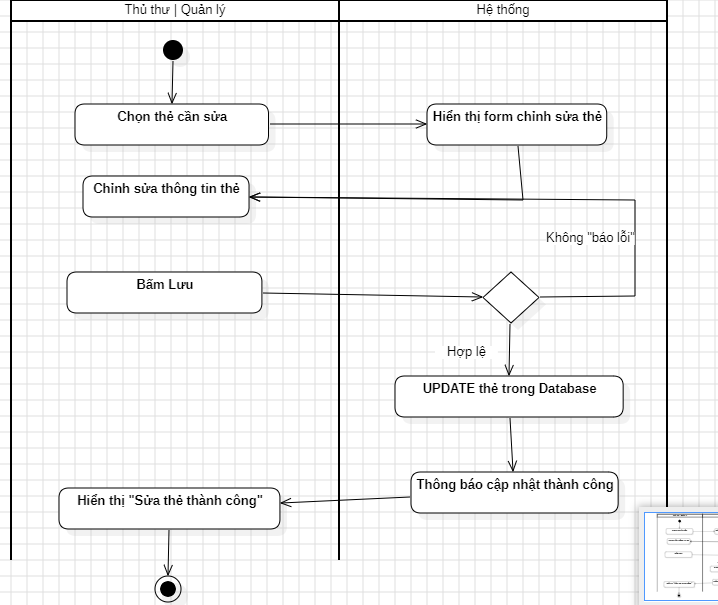 Thủ thư | Quản lý
Hệ thống
Chọn thẻ cần sửa
Hiển thị form chỉnh sửa thẻ
Chỉnh sửa thông tin thẻ
Không "báo lỗi"
Bấm Lưu
Hợp lệ
UPDATE thẻ trong Database
Thông báo cập nhật thành công
Hiển thị "Sửa thẻ thành công"